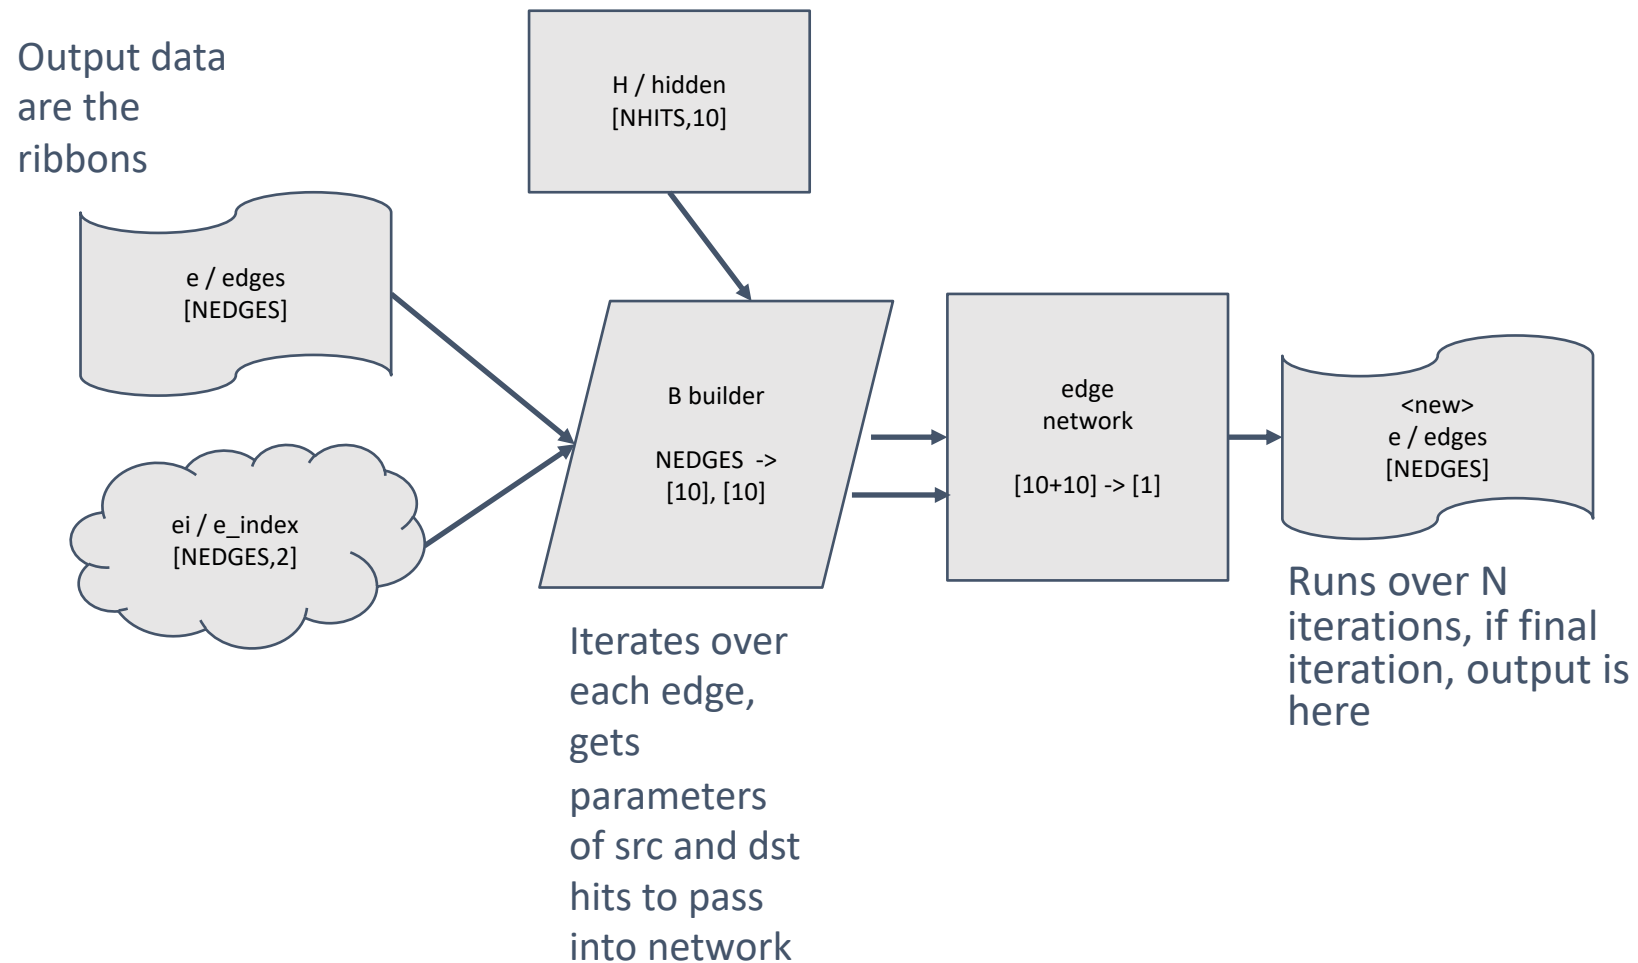 Output data
are the
ribbons
H / hidden
[NHITS,10]
e / edges
[NEDGES]
ei / e_index
[NEDGES,2]
B builder
NEDGES  ->
[10], [10]
edge
network
[10+10] -> [1]
<new>
e / edges
[NEDGES]
Iterates over
each edge,
gets
parameters
of src and dst
hits to pass
into network
Runs over N
iterations, if final
iteration, output is
here